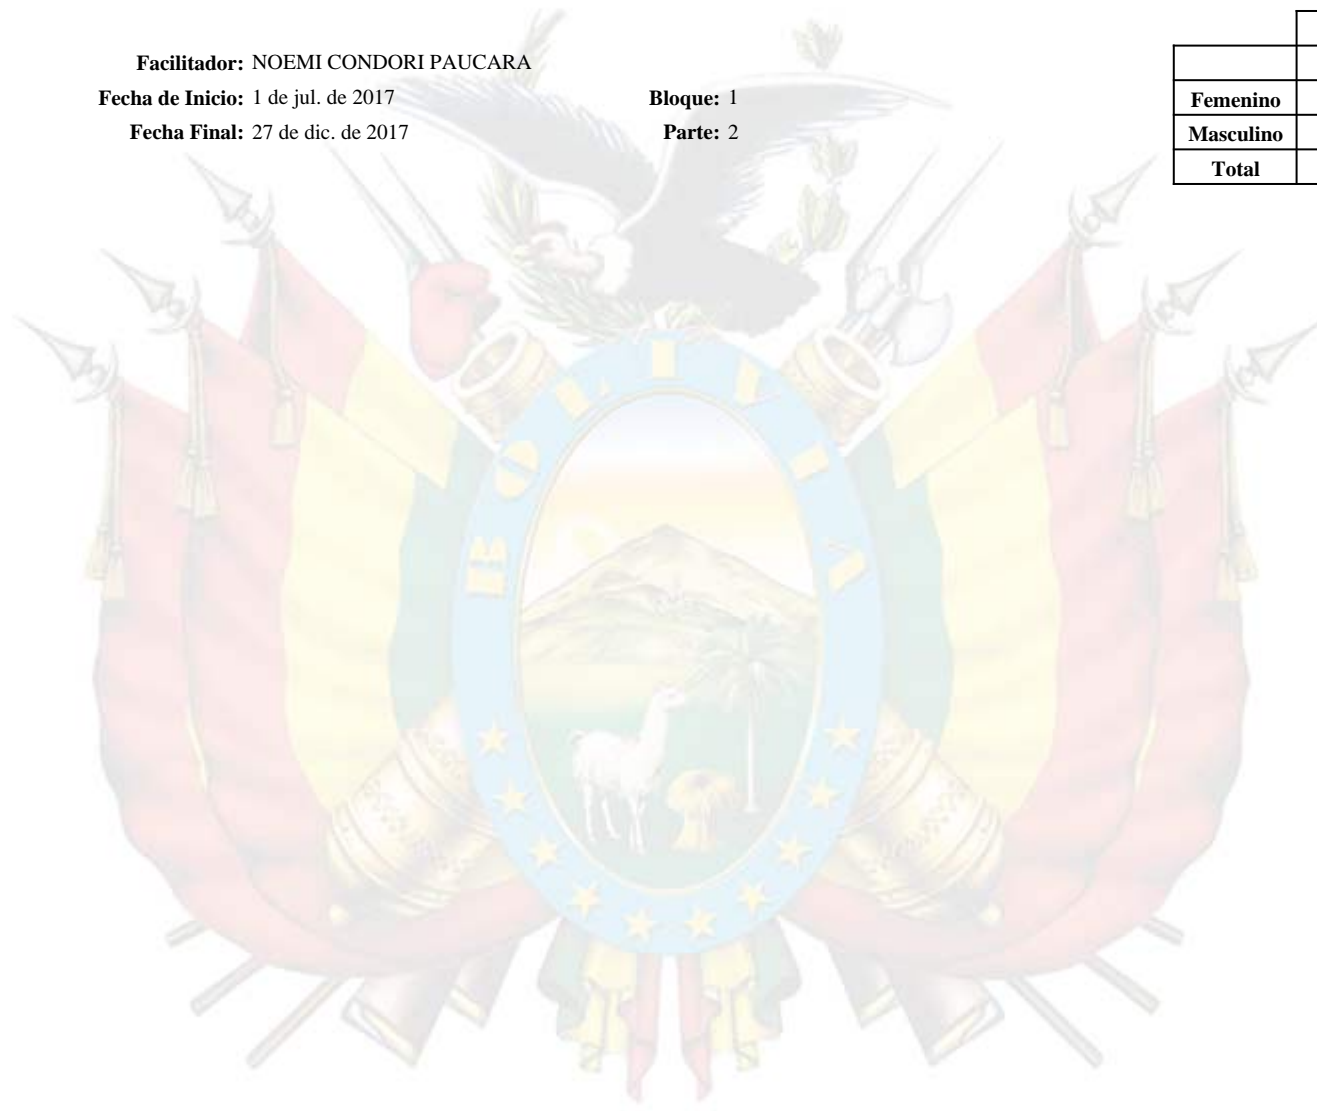 Facilitador: NOEMI CONDORI PAUCARA
Fecha de Inicio: 1 de jul. de 2017 Bloque: 1
Fecha Final: 27 de dic. de 2017 Parte: 2
Femenino
Masculino
Total
BOLIVIA